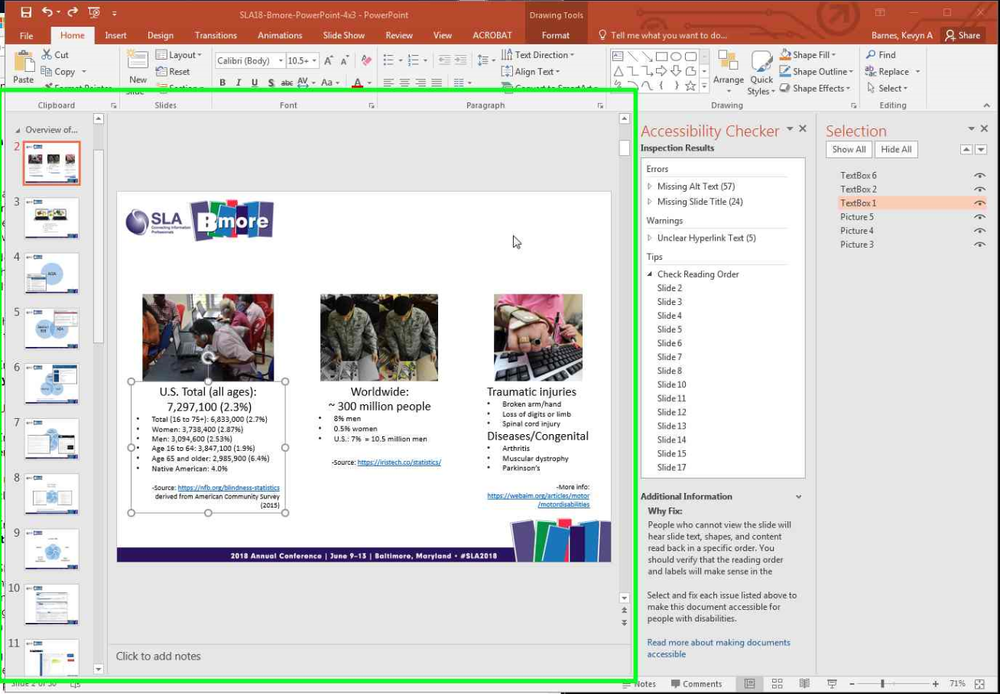 SLA18-Bmore-PowerPoint-4x3 - PowerPoint
Drawing Tools
File Home Insert Design Transitions Animations Slide Show Review View ACROBAT Format Tell me what you want to do... Barnes, Kevyn A Share
Paste
Cut
Copy
Format Painter
Clipboard
New
Slide
Layout
Reset
Section
Slides
Calibri (Body) 10.5+
B I U S abc AV Aa A
Font
Text Direction
Align Text
Convert to SmartArt
Paragraph
Arrange
Quick
Styles
Shape Fill
Shape Outline
Shape Effects
Drawing
Find
Replace
Select
Editing
Overview of...
2
3
4
5
6
7
8
9
10
11
SLA
Connecting Information
Professionals
Bmore
U.S. Total (all ages):
7,297,100 (2.3%)
• Total (16 to 75+): 6,833,000 (2.7%)
• Women: 3,738,400 (2.87%)
• Men: 3,094,600 (2.53%)
• Age 16 to 64: 3,847,100 (1.9%)
• Age 65 and older: 2,985,900 (6.4%)
• Native American: 4.0%
-Source: https://nfb.org/blindness-statistics
derived from American Community Survey
(2015)
Worldwide:
~ 300 million people
• 8% men
• 0.5% women
• U.S.: 7% = 10.5 million men
-Source: https://iristech.co/statistics/
Traumatic injuries
• Broken arm/hand
• Loss of digits or limb
• Spinal cord injury
Diseases/Congenital
• Arthritis
• Muscular dystrophy
• Parkinson's
-More info:
https://webaim.org/articles/motor
/motordisabilities
2018 Annual Conference | June 9–13 | Baltimore, Maryland • #SLA2018
Click to add notes
Accessibility Checker
Inspection Results
Errors
Missing Alt Text (57)
Missing Slide Title (24)
Warnings
Unclear Hyperlink Text (5)
Tips
Check Reading Order
Slide 2
Slide 3
Slide 4
Slide 5
Slide 6
Slide 7
Slide 8
Slide 10
Slide 11
Slide 12
Slide 13
Slide 14
Slide 15
Slide 17
Additional Information
Why Fix:
People who cannot view the slide will
hear slide text, shapes, and content
read back in a specific order. You
should verify that the reading order
and labels will make sense in the
Select and fix each issue listed above to
make this document accessible for
people with disabilities.
Read more about making documents
accessible
Selection
Show All Hide All
TextBox 6
TextBox 2
TextBox 1
Picture 5
Picture 4
Picture 3
Slide 2 of 30
Notes Comments 71%